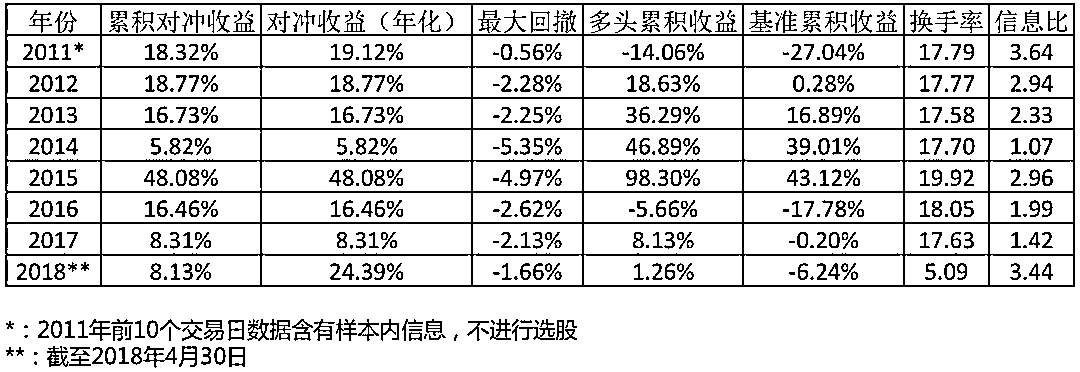 年份 累积对冲收益 对冲收益（年化） 最大回撤 多头累积收益 基准累积收益 换手率 信息比
2011* 18.32% 19.12% -0.56% -14.06% -27.04% 17.79 3.64
2012 18.77% 18.77% -2.28% 18.63% 0.28% 17.77 2.94
2013 16.73% 16.73% -2.25% 36.29% 16.89% 17.58 2.33
2014 5.82% 5.82% -5.35% 46.89% 39.01% 17.70 1.07
2015 48.08% 48.08% -4.97% 98.30% 43.12% 19.92 2.96
2016 16.46% 16.46% -2.62% -5.66% -17.78% 18.05 1.99
2017 8.31% 8.31% -2.13% 8.13% -0.20% 17.63 1.42
2018** 8.13% 24.39% -1.66% 1.26% -6.24% 5.09 3.44
*：2011年前10个交易日数据含有样本内信息，不进行选股
**：截至2018年4月30日